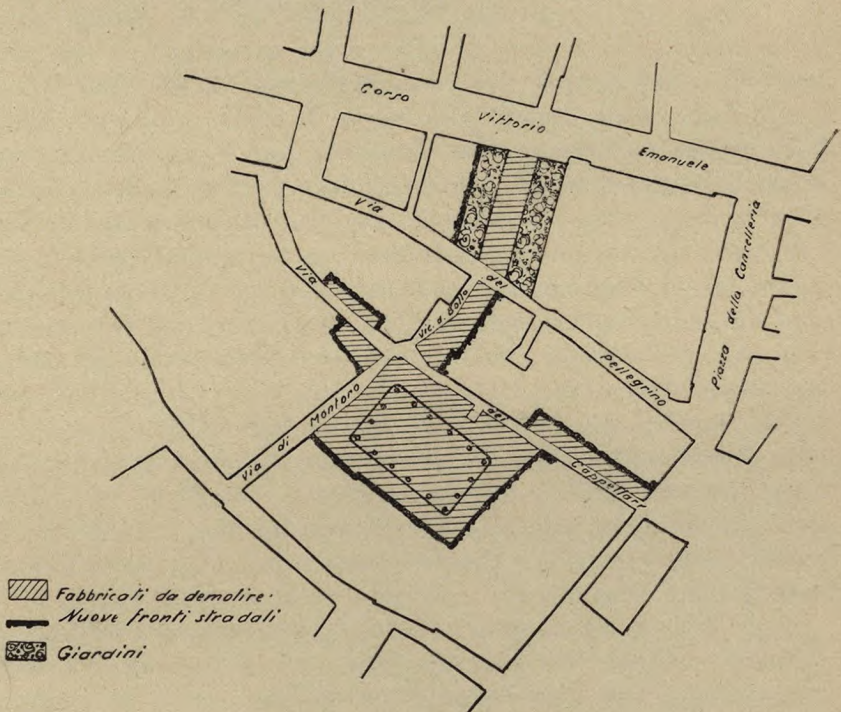 Corso Vittorio Emanuele
Via del Pellegrino
Piazza della Cancelleria
Vic. d. Bollo
Via dei Cappellari
Via di Montoro
Fabbricati da demolire.
Nuove fronti stradali
Giardini